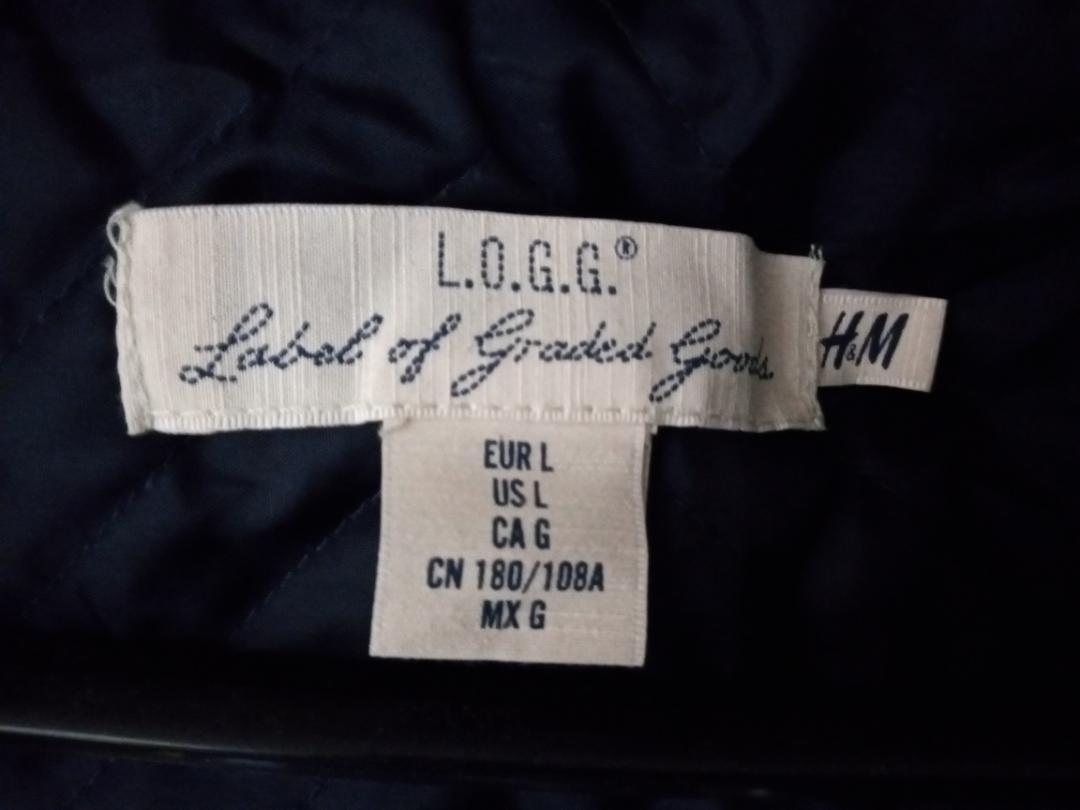 L.O.G.G.®
Label of Graded Goods
H&M
EUR L
US L
CA G
CN 180/108A
MX G